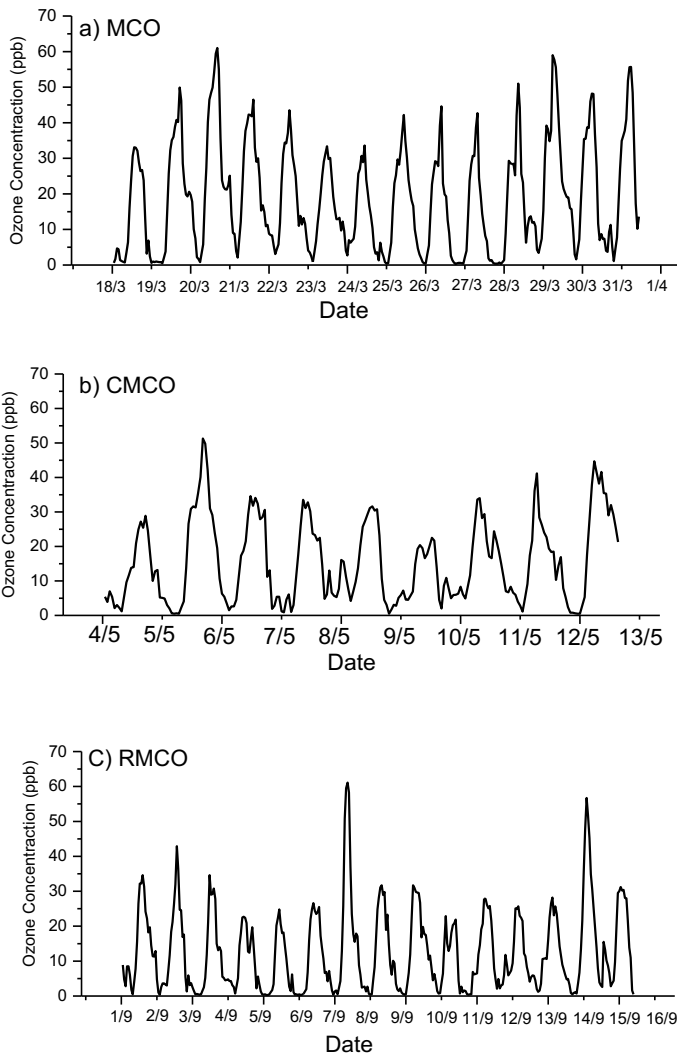 a) MCO
Ozone Concentration (ppb)
70
60
50
40
30
20
10
0
18/3 19/3 20/3 21/3 22/3 23/3 24/3 25/3 26/3 27/3 28/3 29/3 30/3 31/3 1/4
Date
b) CMCO
Ozone Concentration (ppb)
70
60
50
40
30
20
10
0
4/5 5/5 6/5 7/5 8/5 9/5 10/5 11/5 12/5 13/5
Date
C) RMCO
Ozone Concentration (ppb)
70
60
50
40
30
20
10
0
1/9 2/9 3/9 4/9 5/9 6/9 7/9 8/9 9/9 10/9 11/9 12/9 13/9 14/9 15/9 16/9
Date